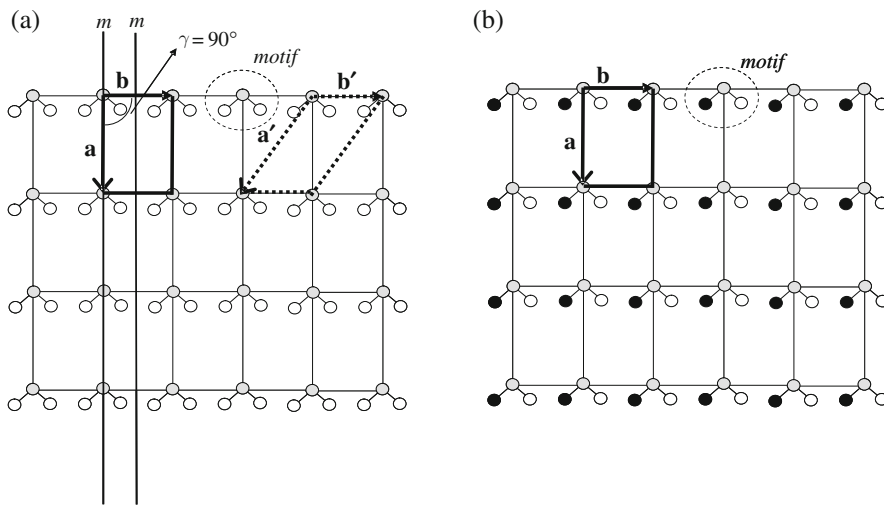 (a)
m m
γ = 90°
motif
b
b′
a′
a
(b)
motif
b
a